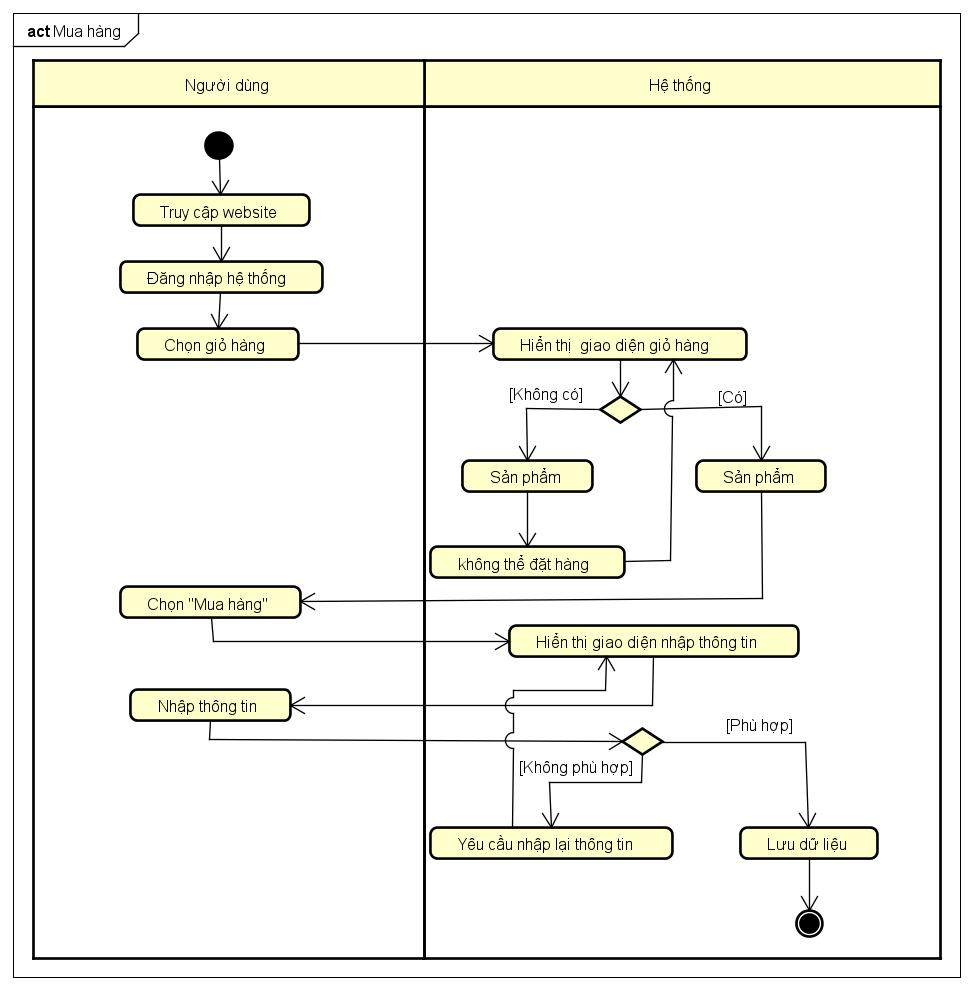 act Mua hàng
Người dùng
Hệ thống
Truy cập website
Đăng nhập hệ thống
Chọn giỏ hàng
Hiển thị giao diện giỏ hàng
[Không có]
[Có]
Sản phẩm
Sản phẩm
không thể đặt hàng
Chọn "Mua hàng"
Hiển thị giao diện nhập thông tin
Nhập thông tin
[Phù hợp]
[Không phù hợp]
Yêu cầu nhập lại thông tin
Lưu dữ liệu